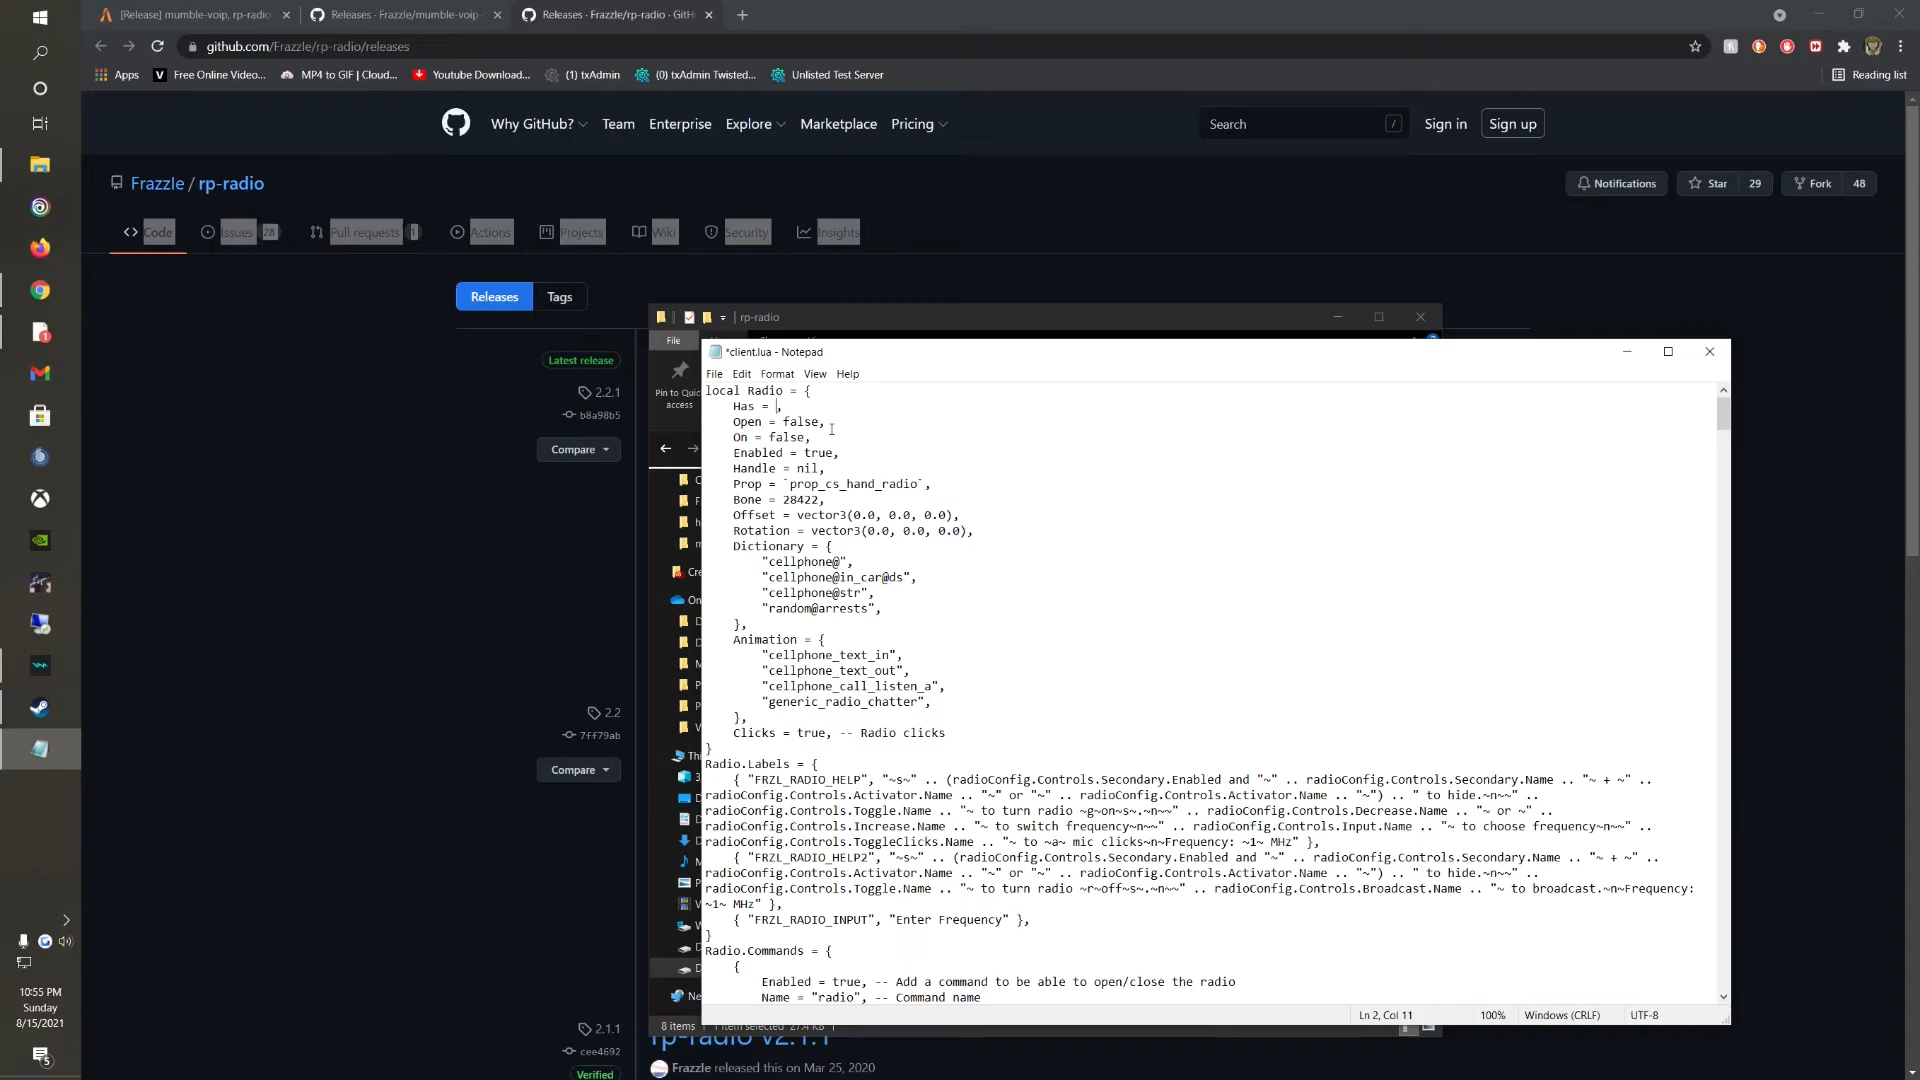 [Release] mumble-voip, rp-radio
Releases · Frazzle/mumble-voip
Releases · Frazzle/rp-radio · GitH
github.com/Frazzle/rp-radio/releases
Apps
Free Online Video...
MP4 to GIF | Cloud...
Youtube Download...
(1) txAdmin
(0) txAdmin Twisted...
Unlisted Test Server
Reading list
Why GitHub?
Team
Enterprise
Explore
Marketplace
Pricing
Search
/
Sign in
Sign up
Frazzle / rp-radio
Notifications
Star 29
Fork 48
Code
Issues 28
Pull requests 1
Actions
Projects
Wiki
Security
Insights
Releases
Tags
rp-radio
File
Latest release
2.2.1
b8a98b5
Compare
Pin to Quic
access
*client.lua - Notepad
File Edit Format View Help
local Radio = {
Has = ,
Open = false,
On = false,
Enabled = true,
Handle = nil,
Prop = `prop_cs_hand_radio`,
Bone = 28422,
Offset = vector3(0.0, 0.0, 0.0),
Rotation = vector3(0.0, 0.0, 0.0),
Dictionary = {
"cellphone@",
"cellphone@in_car@ds",
"cellphone@str",
"random@arrests",
},
Animation = {
"cellphone_text_in",
"cellphone_text_out",
"cellphone_call_listen_a",
"generic_radio_chatter",
},
Clicks = true, -- Radio clicks
}
Radio.Labels = {
{ "FRZL_RADIO_HELP", "~s~" .. (radioConfig.Controls.Secondary.Enabled and "~" .. radioConfig.Controls.Secondary.Name .. "~ + ~" ..
radioConfig.Controls.Activator.Name .. "~" or "~" .. radioConfig.Controls.Activator.Name .. "~") .. " to hide.~n~~" ..
radioConfig.Controls.Toggle.Name .. "~ to turn radio ~g~on~s~.~n~~" .. radioConfig.Controls.Decrease.Name .. "~ or ~" ..
radioConfig.Controls.Increase.Name .. "~ to switch frequency~n~~" .. radioConfig.Controls.Input.Name .. "~ to choose frequency~n~~" ..
radioConfig.Controls.ToggleClicks.Name .. "~ to ~a~ mic clicks~n~Frequency: ~1~ MHz" },
{ "FRZL_RADIO_HELP2", "~s~" .. (radioConfig.Controls.Secondary.Enabled and "~" .. radioConfig.Controls.Secondary.Name .. "~ + ~" ..
radioConfig.Controls.Activator.Name .. "~" or "~" .. radioConfig.Controls.Activator.Name .. "~") .. " to hide.~n~~" ..
radioConfig.Controls.Toggle.Name .. "~ to turn radio ~r~off~s~.~n~~" .. radioConfig.Controls.Broadcast.Name .. "~ to broadcast.~n~Frequency:
~1~ MHz" },
{ "FRZL_RADIO_INPUT", "Enter Frequency" },
}
Radio.Commands = {
{
Enabled = true, -- Add a command to be able to open/close the radio
Name = "radio", -- Command name
Ln 2, Col 11
100%
Windows (CRLF)
UTF-8
2.2
7ff79ab
Compare
2.1.1
cee4692
Verified
8 items
1 item selected 27.4 KB
rp-radio v2.1.1
Frazzle released this on Mar 25, 2020
10:55 PM
Sunday
8/15/2021
5